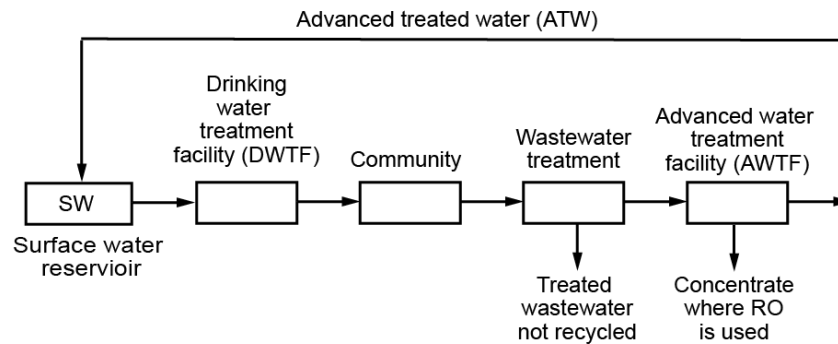 Advanced treated water (ATW)
Drinking
water
treatment
facility (DWTF)
Community
Wastewater
treatment
Advanced water
treatment
facility (AWTF)
SW
Surface water
reservioir
Treated
wastewater
not recycled
Concentrate
where RO
is used